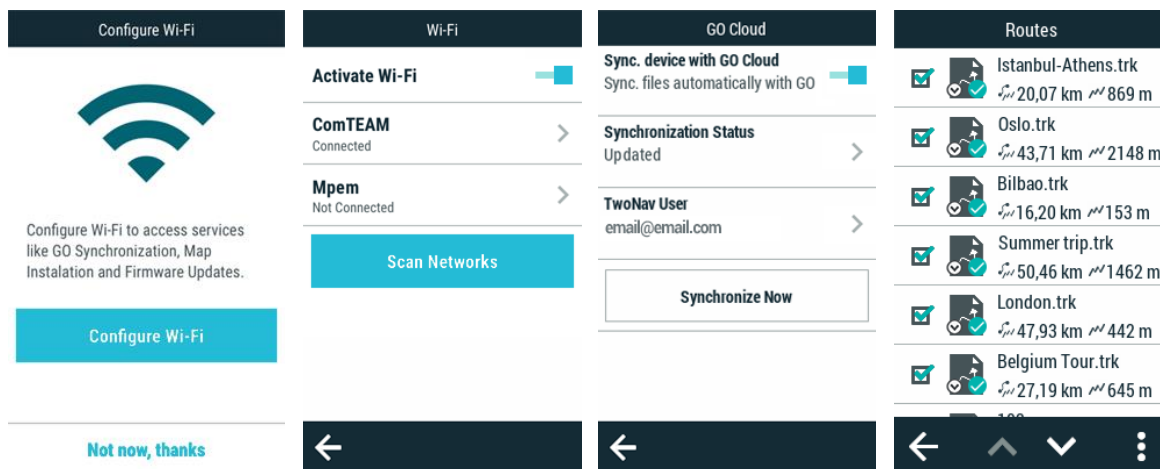 Configure Wi-Fi
Configure Wi-Fi to access services
like GO Synchronization, Map
Instalation and Firmware Updates.
Configure Wi-Fi
Not now, thanks
Wi-Fi
Activate Wi-Fi
ComTEAM
Connected
Mpem
Not Connected
Scan Networks
GO Cloud
Sync. device with GO Cloud
Sync. files automatically with GO
Synchronization Status
Updated
TwoNav User
email@email.com
Synchronize Now
Routes
Istanbul-Athens.trk
20,07 km 869 m
Oslo.trk
43,71 km 2148 m
Bilbao.trk
16,20 km 153 m
Summer trip.trk
50,46 km 1462 m
London.trk
47,93 km 442 m
Belgium Tour.trk
27,19 km 645 m